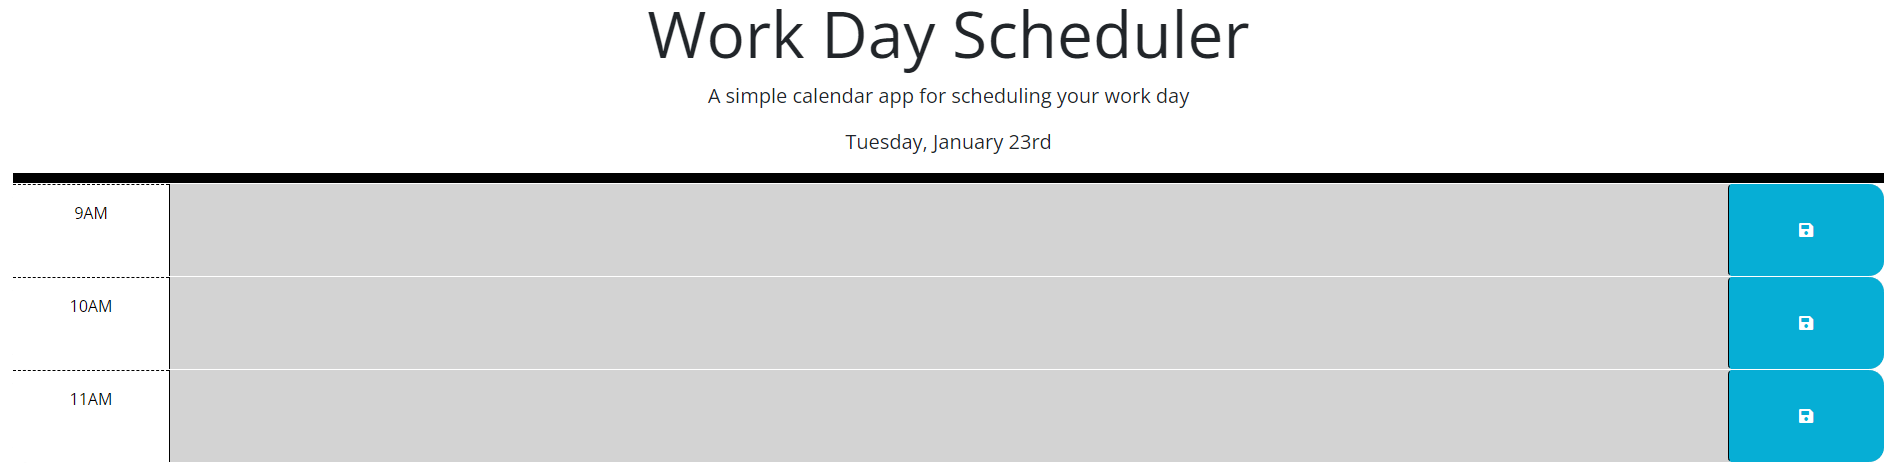 Work Day Scheduler
A simple calendar app for scheduling your work day
Tuesday, January 23rd
9AM
10AM
11AM